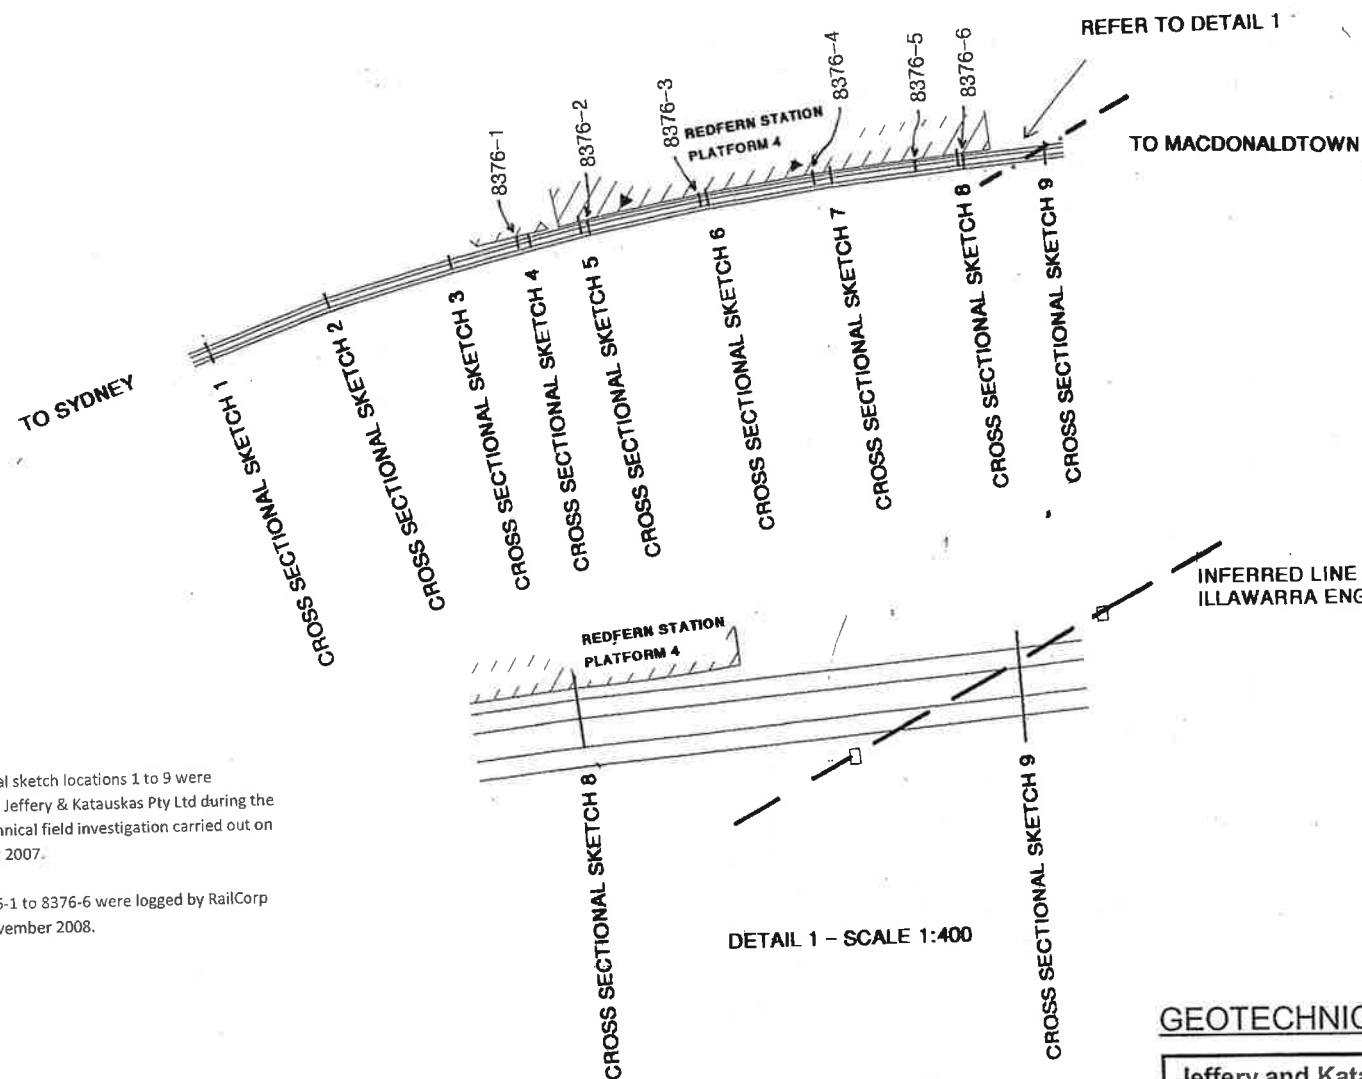 REFER TO DETAIL 1
8376-1
8376-2
8376-3
8376-4
8376-5
8376-6
REDFERN STATION
PLATFORM 4
TO MACDONALDTOWN
TO SYDNEY
CROSS SECTIONAL SKETCH 1
CROSS SECTIONAL SKETCH 2
CROSS SECTIONAL SKETCH 3
CROSS SECTIONAL SKETCH 4
CROSS SECTIONAL SKETCH 5
CROSS SECTIONAL SKETCH 6
CROSS SECTIONAL SKETCH 7
CROSS SECTIONAL SKETCH 8
CROSS SECTIONAL SKETCH 9
INFERRED LINE
ILLAWARRA ENG
REDFERN STATION
PLATFORM 4
CROSS SECTIONAL SKETCH 8
CROSS SECTIONAL SKETCH 9
DETAIL 1 - SCALE 1:400
al sketch locations 1 to 9 were
Jeffery & Katauskas Pty Ltd during the
nnical field investigation carried out on
2007.
6-1 to 8376-6 were logged by RailCorp
vember 2008.
GEOTECHNIC
Jeffery and Kata